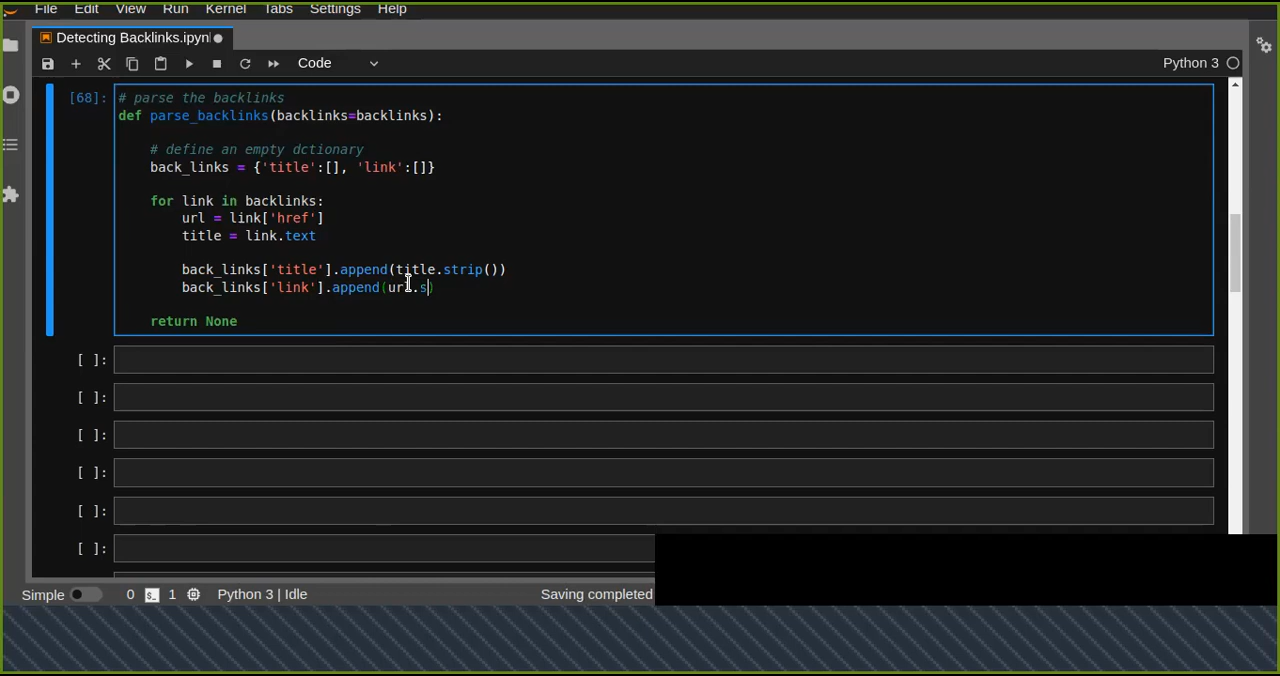 File Edit View Run Kernel Tabs Settings Help
Detecting Backlinks.ipynl
Code Python 3
[68]: # parse the backlinks
def parse_backlinks(backlinks=backlinks):
# define an empty dctionary
back_links = {'title':[], 'link':[]}
for link in backlinks:
url = link['href']
title = link.text
back_links['title'].append(title.strip())
back_links['link'].append(url.s)
return None
[ ]:
[ ]:
[ ]:
[ ]:
[ ]:
[ ]:
Simple 0 $_ 1 Python 3 | Idle Saving completed